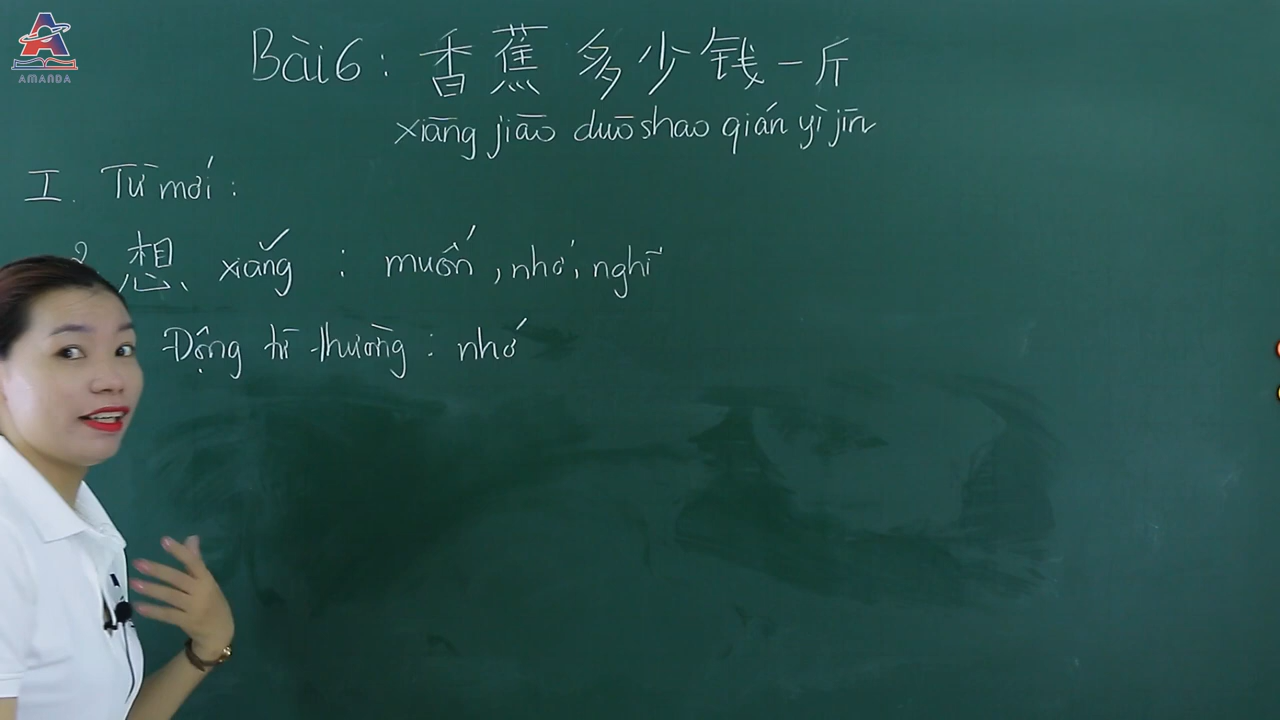 AMANDA
Bài 6: 香蕉多少钱一斤
xiāng jiāo duō shao qián yì jīn
I. Từ mới:
2. 想 xiǎng : muốn, nhớ, nghĩ
Động từ thường : nhớ